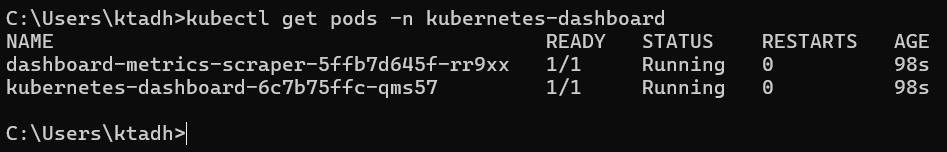 C:\Users\ktadh>kubectl get pods -n kubernetes-dashboard
NAME READY STATUS RESTARTS AGE
dashboard-metrics-scraper-5ffb7d645f-rr9xx 1/1 Running 0 98s
kubernetes-dashboard-6c7b75ffc-qms57 1/1 Running 0 98s
C:\Users\ktadh>